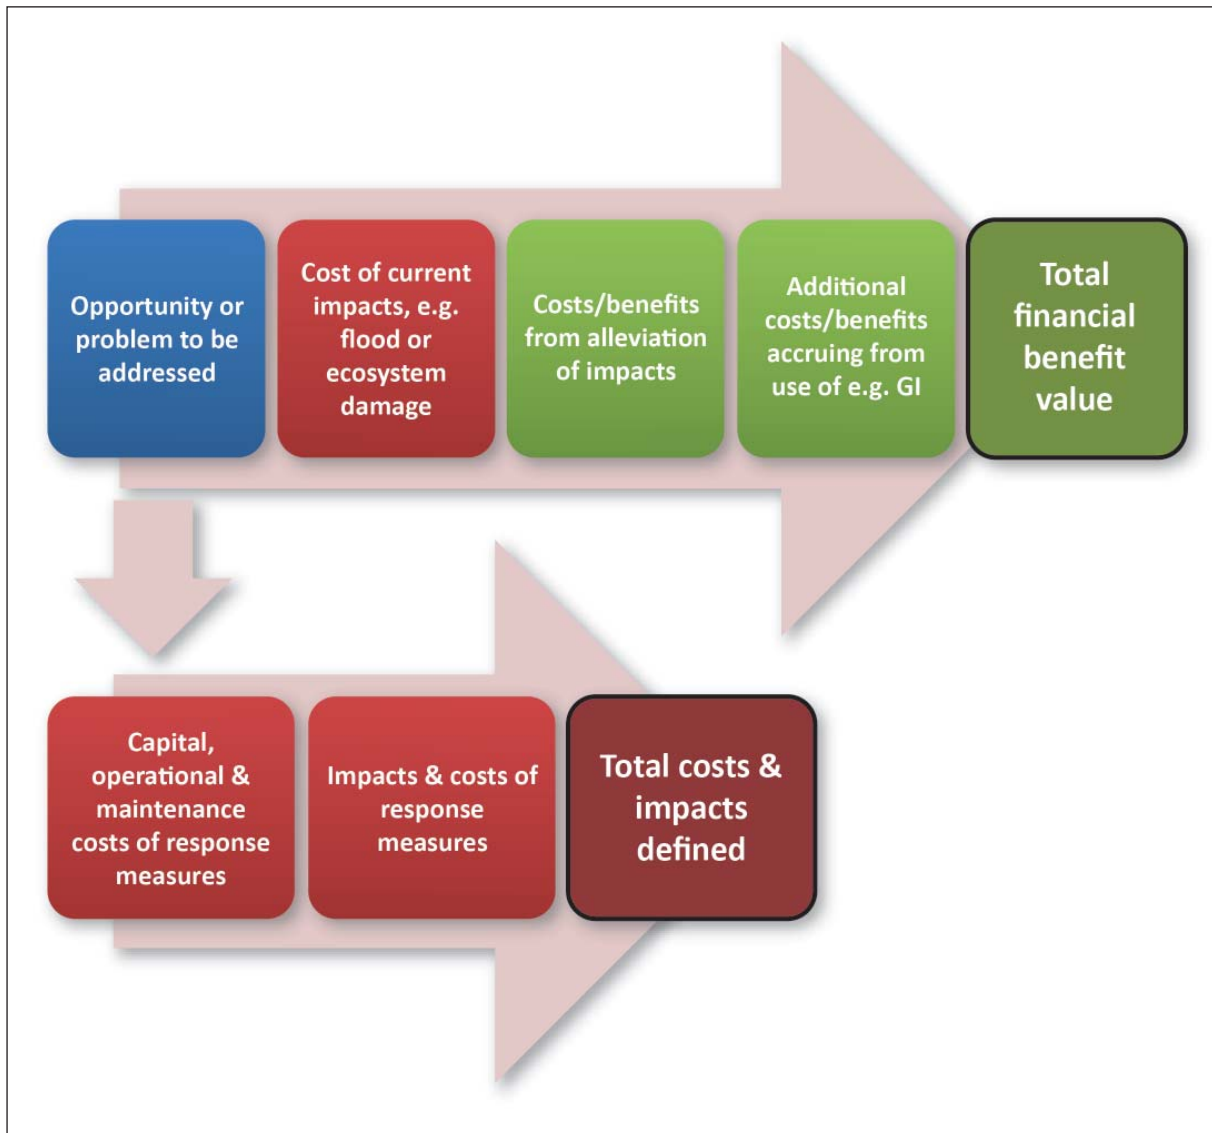 Opportunity or
problem to be
addressed
Cost of current
impacts, e.g.
flood or
ecosystem
damage
Costs/benefits
from alleviation
of impacts
Additional
costs/benefits
accruing from
use of e.g. GI
Total
financial
benefit
value
Capital,
operational &
maintenance
costs of response
measures
Impacts & costs of
response
measures
Total costs &
impacts
defined